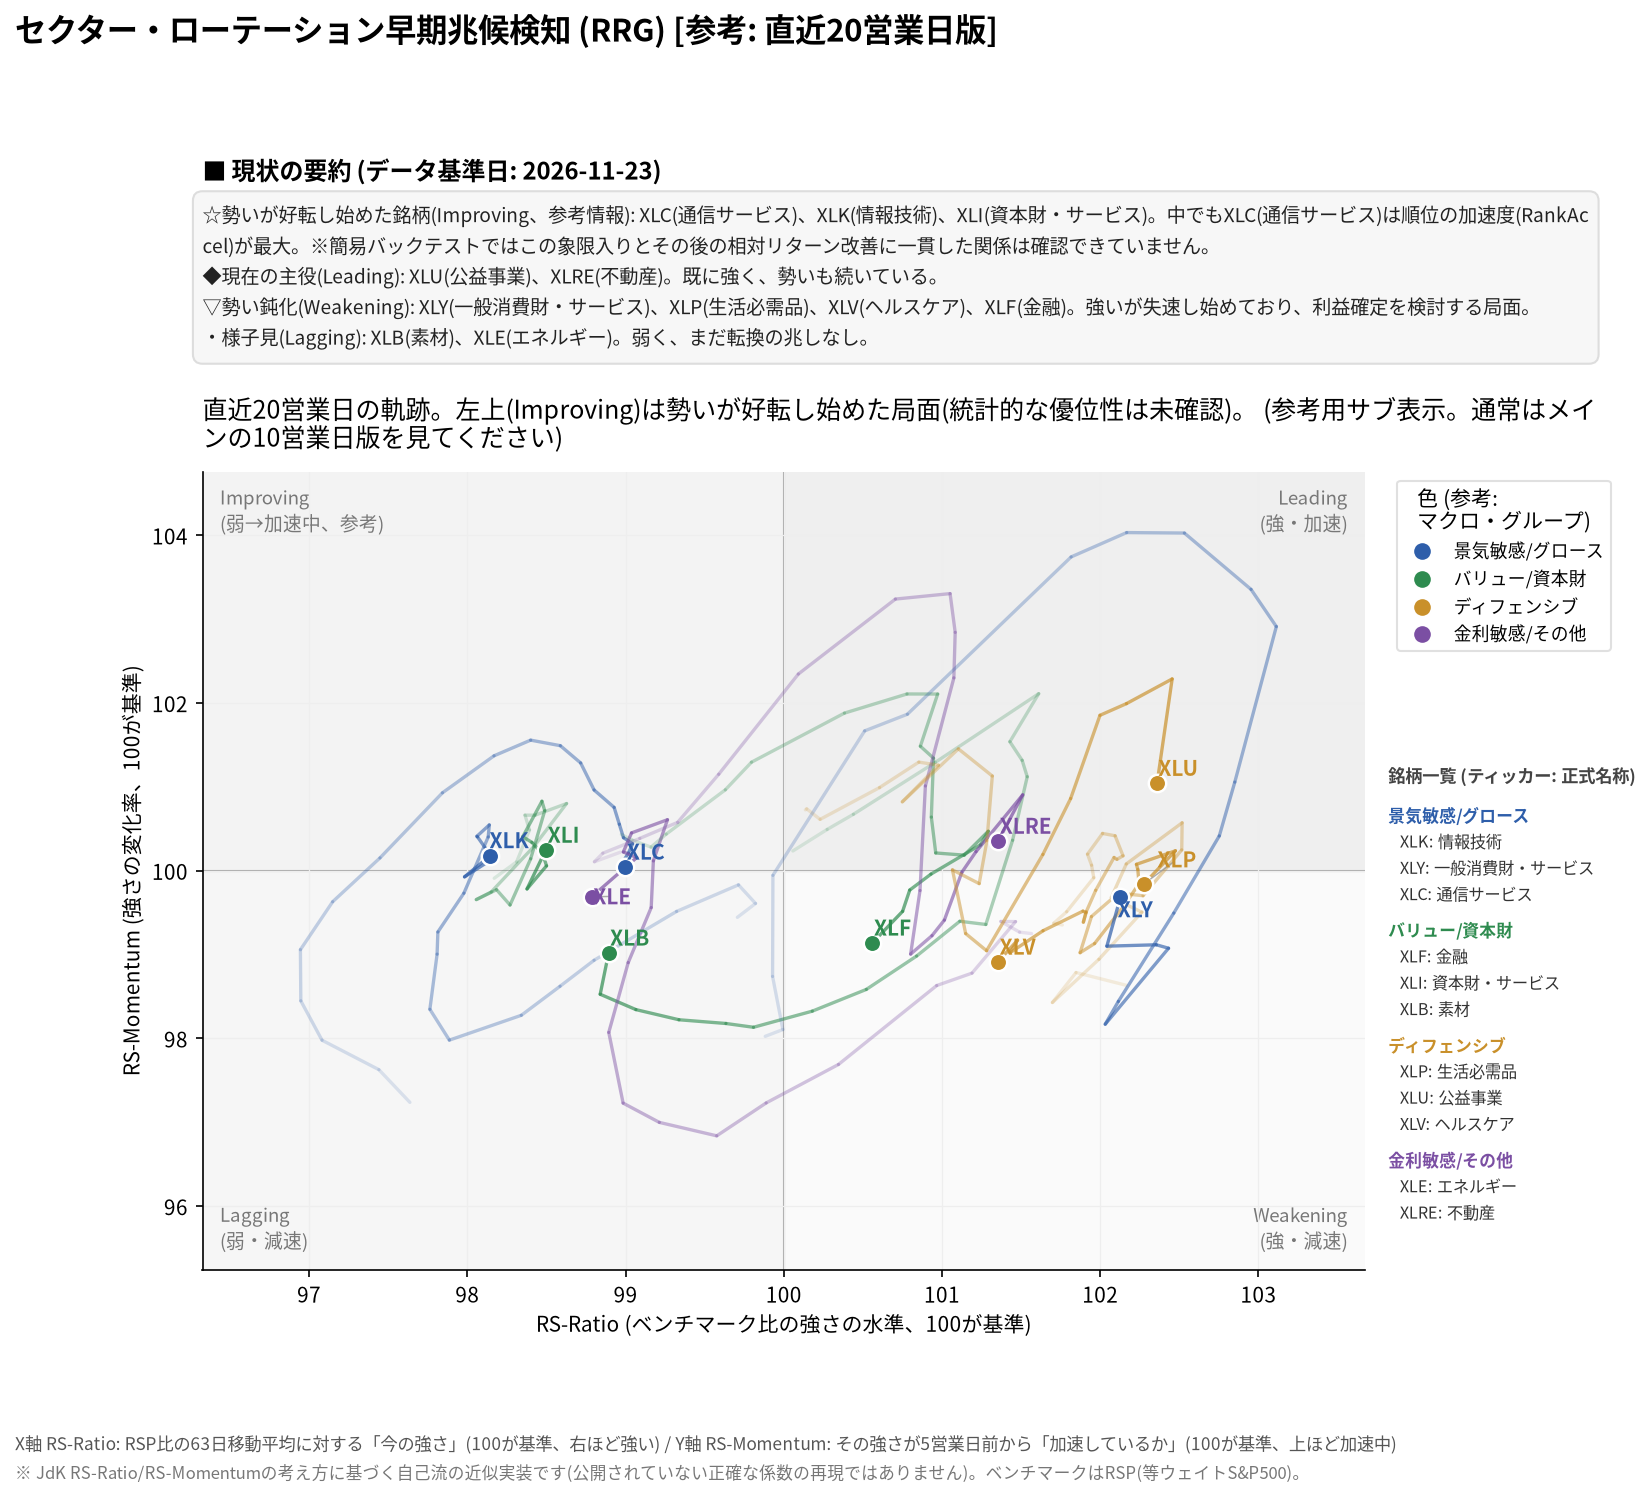 セクター・ローテーション早期兆候検知 (RRG) [参考: 直近20営業日版]
■ 現状の要約 (データ基準日: 2026-11-23)
☆勢いが好転し始めた銘柄(Improving、参考情報): XLC(通信サービス)、XLK(情報技術)、XLI(資本財・サービス)。中でもXLC(通信サービス)は順位の加速度(RankAc
cel)が最大。※簡易バックテストではこの象限入りとその後の相対リターン改善に一貫した関係は確認できていません。
◆現在の主役(Leading): XLU(公益事業)、XLRE(不動産)。既に強く、勢いも続いている。
▽勢い鈍化(Weakening): XLY(一般消費財・サービス)、XLP(生活必需品)、XLV(ヘルスケア)、XLF(金融)。強いが失速し始めており、利益確定を検討する局面。
・様子見(Lagging): XLB(素材)、XLE(エネルギー)。弱く、まだ転換の兆しなし。
直近20営業日の軌跡。左上(Improving)は勢いが好転し始めた局面(統計的な優位性は未確認)。 (参考用サブ表示。通常はメイ
ンの10営業日版を見てください)
Improving
(弱→加速中、参考)
Leading
(強・加速)
Lagging
(弱・減速)
Weakening
(強・減速)
XLU
XLRE
XLK
XLI
XLC
XLP
XLE
XLY
XLF
XLB
XLV
104
102
100
98
96
RS-Momentum (強さの変化率、100が基準)
97
98
99
100
101
102
103
RS-Ratio (ベンチマーク比の強さの水準、100が基準)
色 (参考:
マクロ・グループ)
景気敏感/グロース
バリュー/資本財
ディフェンシブ
金利敏感/その他
銘柄一覧 (ティッカー: 正式名称)
景気敏感/グロース
XLK: 情報技術
XLY: 一般消費財・サービス
XLC: 通信サービス
バリュー/資本財
XLF: 金融
XLI: 資本財・サービス
XLB: 素材
ディフェンシブ
XLP: 生活必需品
XLU: 公益事業
XLV: ヘルスケア
金利敏感/その他
XLE: エネルギー
XLRE: 不動産
X軸 RS-Ratio: RSP比の63日移動平均に対する「今の強さ」(100が基準、右ほど強い) / Y軸 RS-Momentum: その強さが5営業日前から「加速しているか」(100が基準、上ほど加速中)
※ JdK RS-Ratio/RS-Momentumの考え方に基づく自己流の近似実装です(公開されていない正確な係数の再現ではありません)。ベンチマークはRSP(等ウェイトS&P500)。